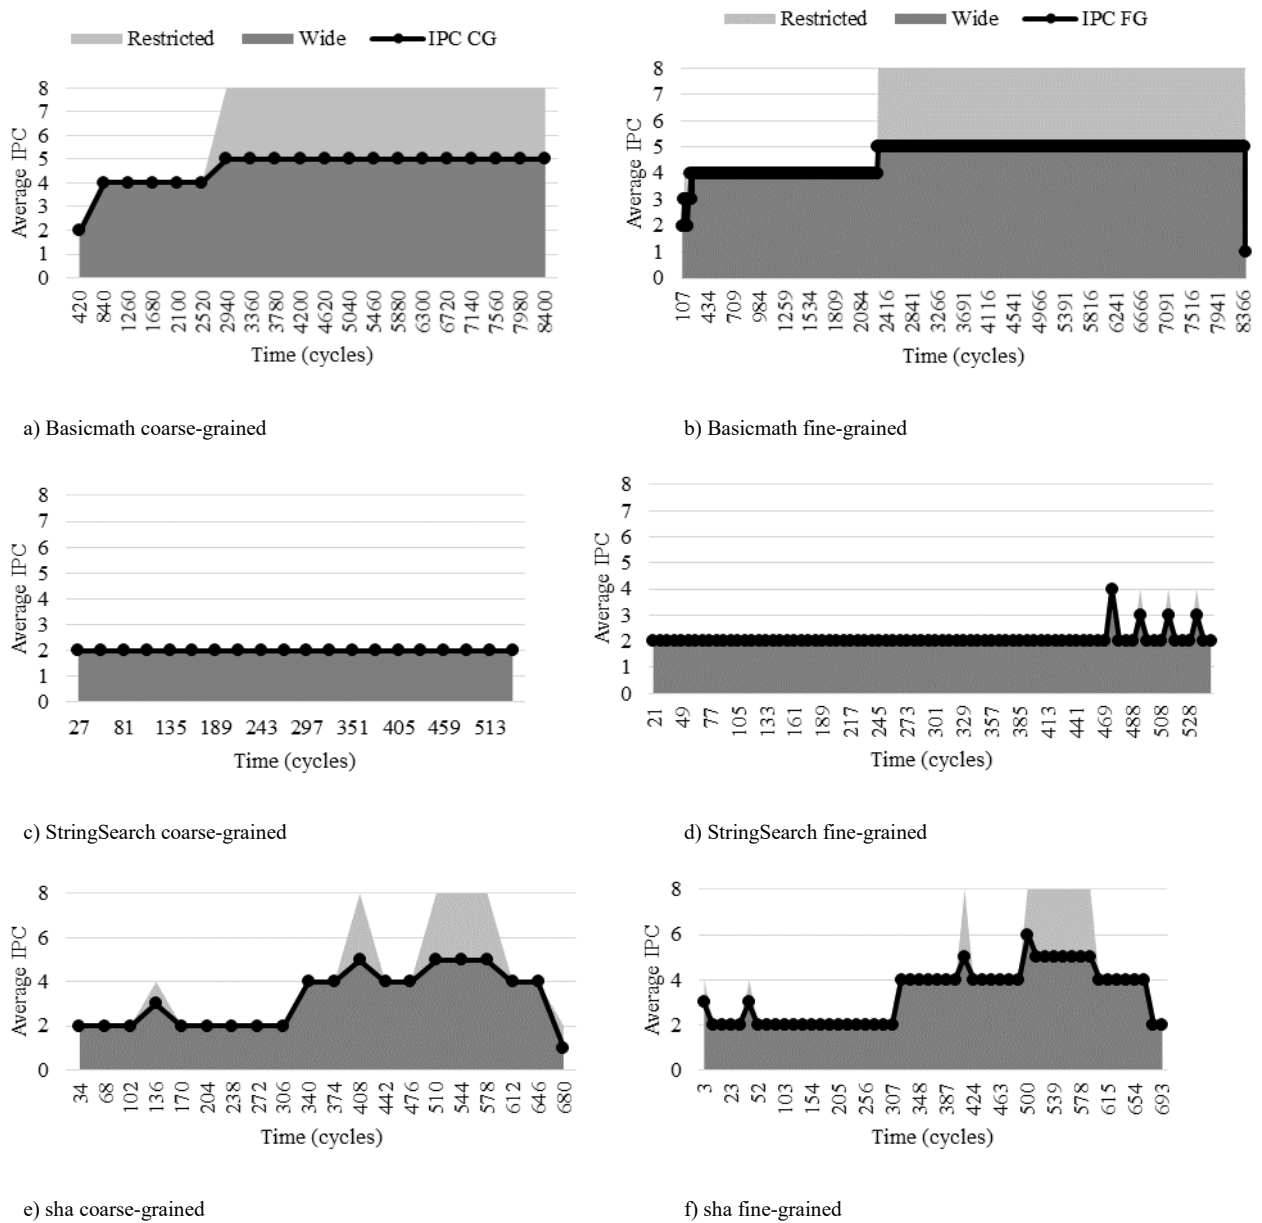 Restricted Wide IPC CG
Average IPC
8
7
6
5
4
3
2
1
0
420 840 1260 1680 2100 2520 2940 3360 3780 4200 4620 5040 5460 5880 6300 6720 7140 7560 7980 8400
Time (cycles)
a) Basicmath coarse-grained
Restricted Wide IPC FG
Average IPC
8
7
6
5
4
3
2
1
0
107 434 709 984 1259 1534 1809 2084 2416 2841 3266 3691 4116 4541 4966 5391 5816 6241 6666 7091 7516 7941 8366
Time (cycles)
b) Basicmath fine-grained
Average IPC
8
7
6
5
4
3
2
1
0
27 81 135 189 243 297 351 405 459 513
Time (cycles)
c) StringSearch coarse-grained
Average IPC
8
7
6
5
4
3
2
1
0
21 49 77 105 133 161 189 217 245 273 301 329 357 385 413 441 469 488 508 528
Time (cycles)
d) StringSearch fine-grained
Average IPC
8
6
4
2
0
34 68 102 136 170 204 238 272 306 340 374 408 442 476 510 544 578 612 646 680
Time (cycles)
e) sha coarse-grained
Average IPC
8
6
4
2
0
3 23 52 103 154 205 256 307 348 387 424 463 500 539 578 615 654 693
Time (cycles)
f) sha fine-grained